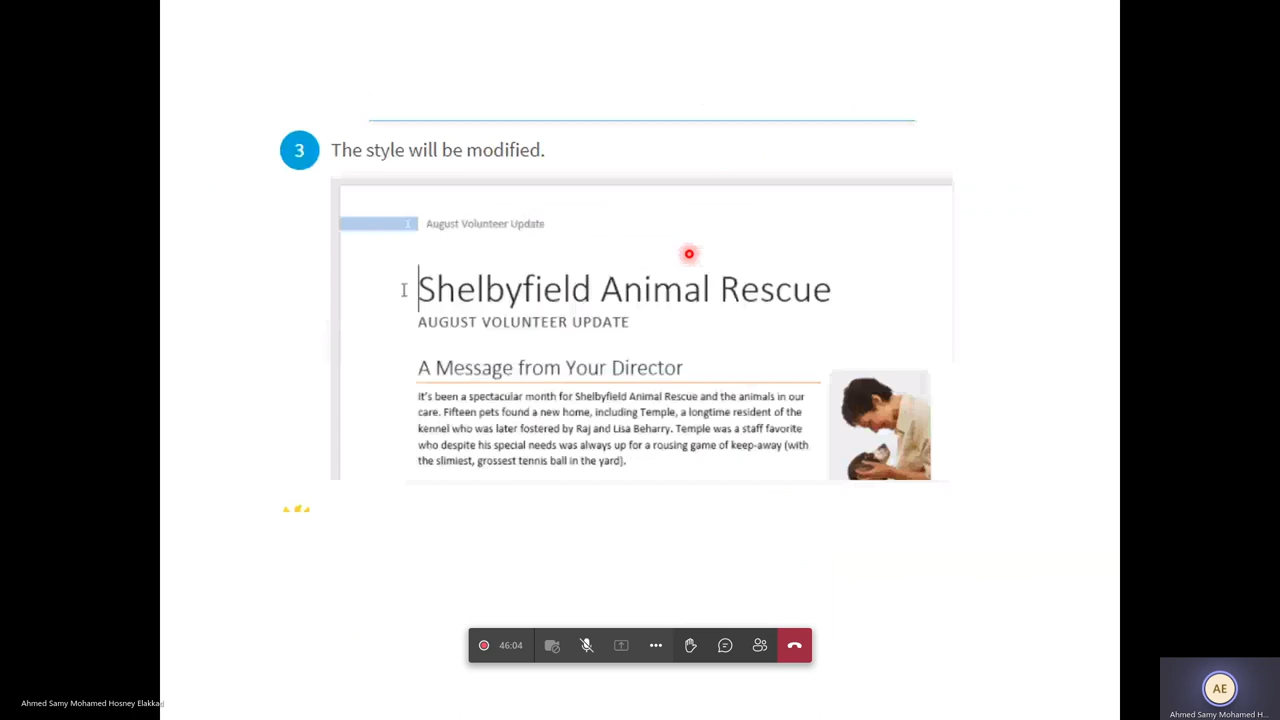 3 The style will be modified.
1 August Volunteer Update
Shelbyfield Animal Rescue
AUGUST VOLUNTEER UPDATE
A Message from Your Director
It's been a spectacular month for Shelbyfield Animal Rescue and the animals in our
care. Fifteen pets found a new home, including Temple, a longtime resident of the
kennel who was later fostered by Raj and Lisa Beharry. Temple was a staff favorite
who despite his special needs was always up for a rousing game of keep-away (with
the slimiest, grossest tennis ball in the yard).
46:04
AE
Ahmed Samy Mohamed Hosney Elakkad
Ahmed Samy Mohamed H...